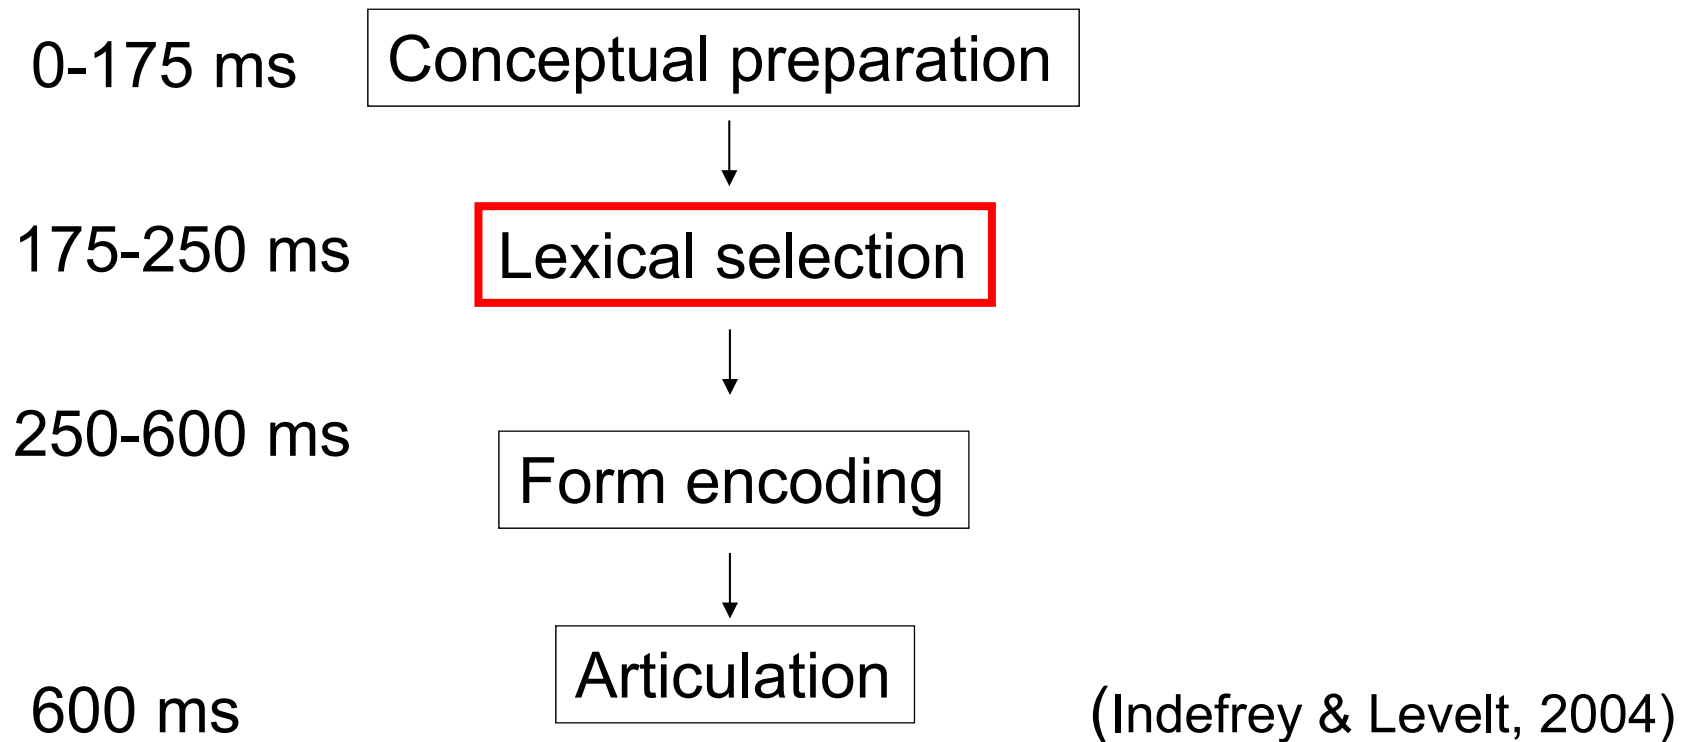 0-175 ms Conceptual preparation
175-250 ms Lexical selection
250-600 ms
Form encoding
Articulation
600 ms (Indefrey & Levelt, 2004)